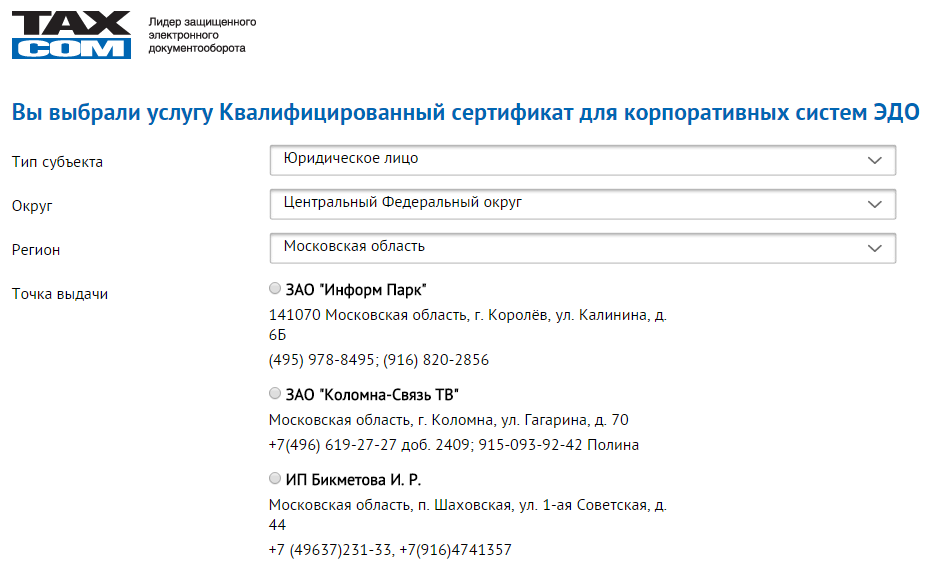 TAX
COM
Лидер защищенного
электронного
документооборота
Вы выбрали услугу Квалифицированный сертификат для корпоративных систем ЭДО
Тип субъекта
Юридическое лицо
Округ
Центральный Федеральный округ
Регион
Московская область
Точка выдачи
ЗАО "Информ Парк"
141070 Московская область, г. Королёв, ул. Калинина, д.
6Б
(495) 978-8495; (916) 820-2856
ЗАО "Коломна-Связь ТВ"
Московская область, г. Коломна, ул. Гагарина, д. 70
+7(496) 619-27-27 доб. 2409; 915-093-92-42 Полина
ИП Бикметова И. Р.
Московская область, п. Шаховская, ул. 1-ая Советская, д.
44
+7 (49637)231-33, +7(916)4741357